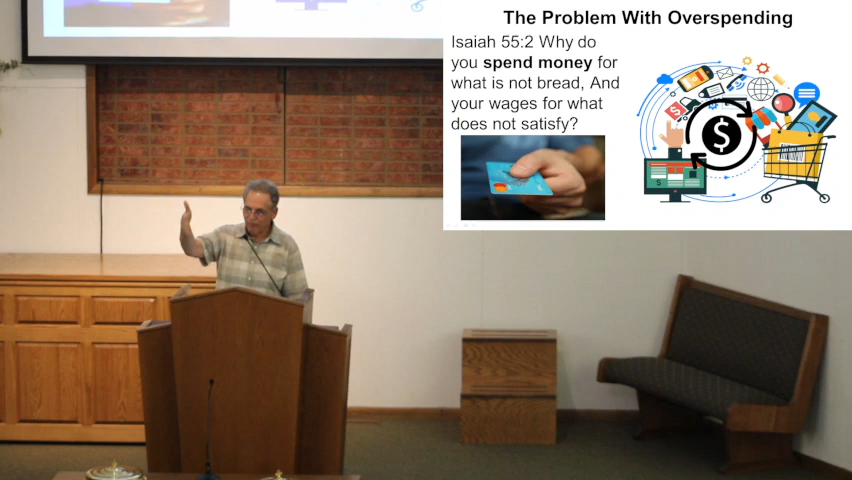 The Problem With Overspending
Isaiah 55:2 Why do
you spend money for
what is not bread, And
your wages for what
does not satisfy?
$